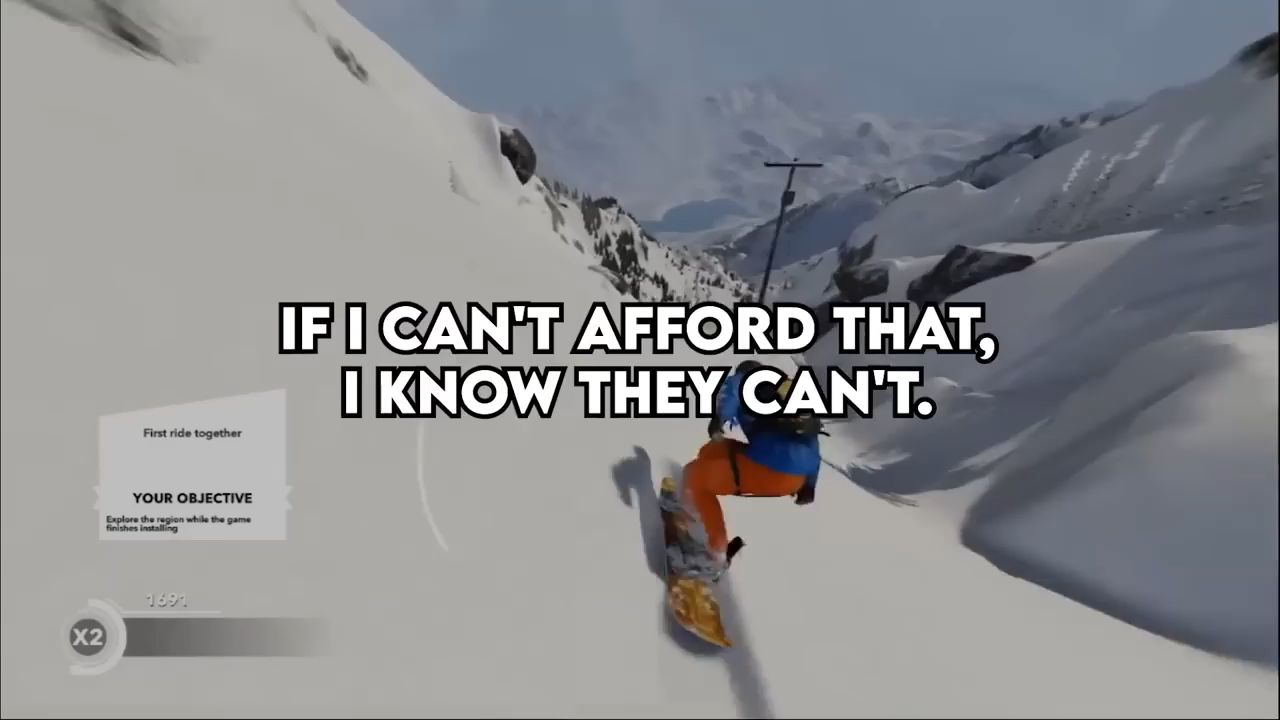 IF I CAN'T AFFORD THAT,
I KNOW THEY CAN'T.
First ride together
YOUR OBJECTIVE
Explore the region while the game
finishes installing
1691
X2